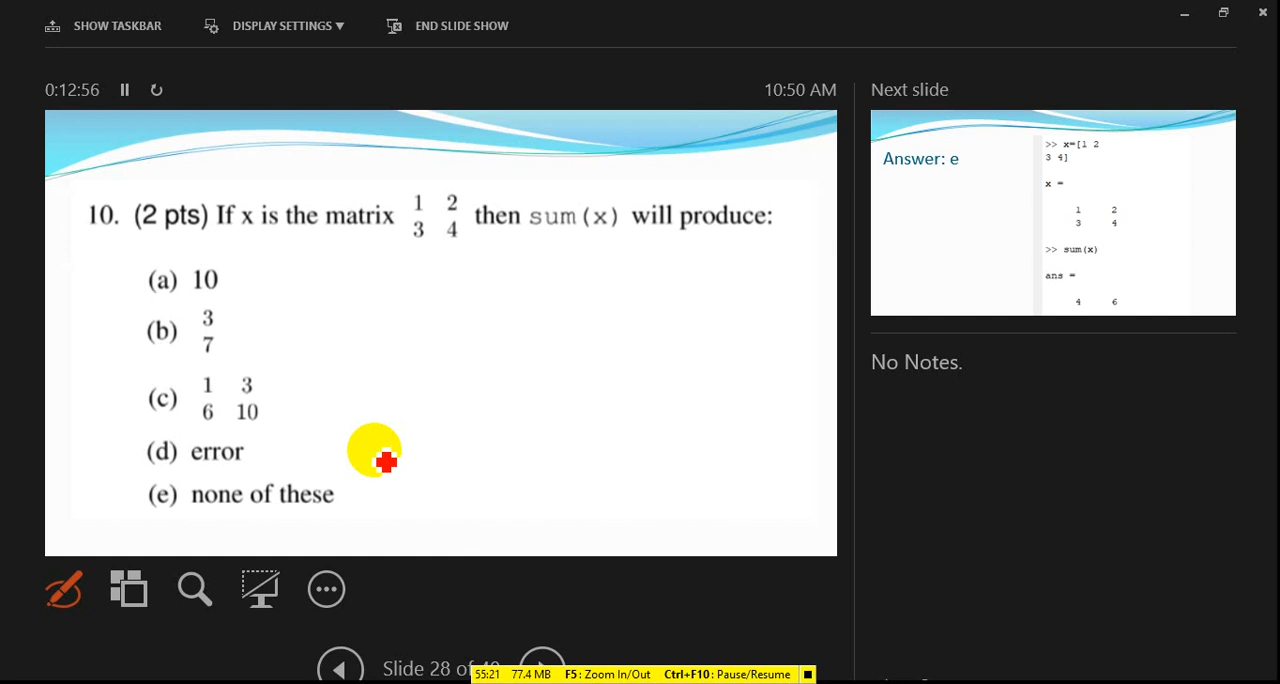 SHOW TASKBAR DISPLAY SETTINGS ▼ END SLIDE SHOW
0:12:56 10:50 AM
10. (2 pts) If x is the matrix 1 2 then sum(x) will produce:
3 4
(a) 10
(b) 3
7
(c) 1 3
6 10
(d) error
(e) none of these
Next slide
Answer: e
>> x=[1 2
3 4]
x =
1 2
3 4
>> sum(x)
ans =
4 6
No Notes.
Slide 28 of
55:21 77.4 MB F5: Zoom In/Out Ctrl+F10: Pause/Resume